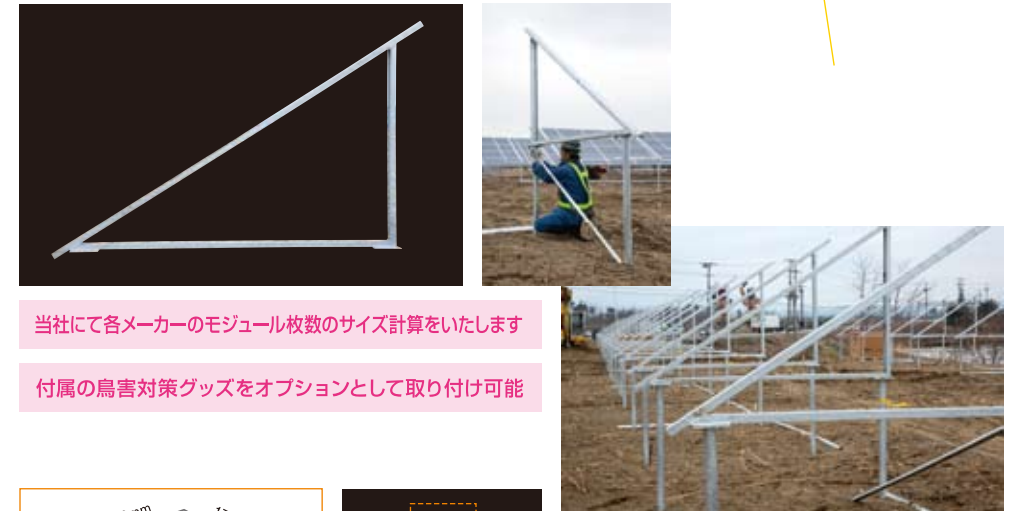 当社にて各メーカーのモジュール枚数のサイズ計算をいたします
付属の鳥害対策グッズをオプションとして取り付け可能